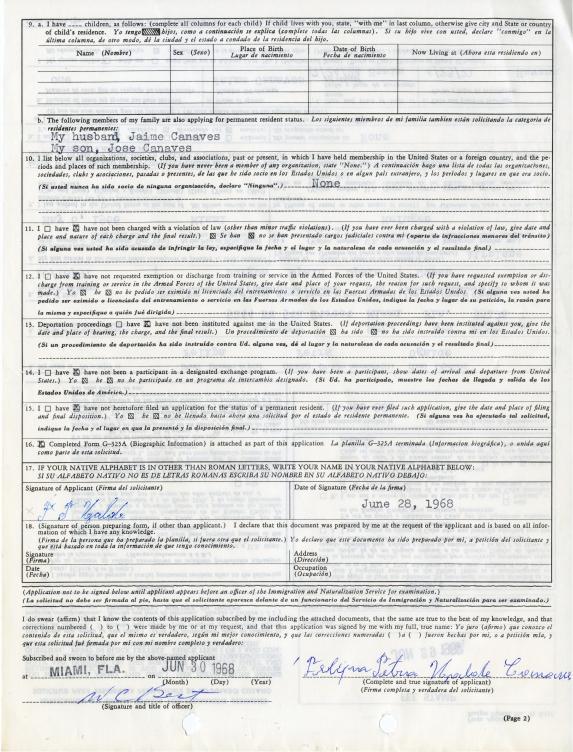 9. a. I have ____ children, as follows: (complete all columns for each child) If child lives with you, state, "with me" in last column, otherwise give city and State or country
of child's residence. Yo tengo hijos, como a continuación se explica (complete todas las columnas). Si su hijo vive con usted, declare "conmigo" en la
última columna, de otro modo, dé la ciudad y el estado a condado de la residencia del hijo.
Name (Nombre) Sex (Sexo) Place of Birth Date of Birth Now Living at (Ahora esta residiendo en)
Lugar de nacimiento Fecha de nacimiento
b. The following members of my family are also applying for permanent resident status. Los siguientes miembros de mi familia también están solicitando la categoria de
residentes permanentes:
My husband, Jaime Canaves
My son, Jose Canaves
10. I list below all organizations, societies, clubs, and associations, past or present, in which I have held membership in the United States or a foreign country, and the pe-
riods and places of such membership. (If you have never been a member of any organization, state "None.") A continuación hago una lista de todas las organizaciones,
sociedades, clubs y asociaciones, pasadas o presentes, de las que he sido socio en los Estados Unidos o en algun país extranjero, y los períodos y lugares en que era socio.
(Si usted nunca ha sido socio de ninguna organización, declare "Ninguna".) None
11. I ☐ have ☒ have not been charged with a violation of law (other than minor traffic violations). (If you have ever been charged with a violation of law, give date and
place and nature of each charge and the final result.) ☒ Se han ☒ no se han presentado cargos judiciales contra mi (aparte de infracciones menores del tránsito)
(Si alguna vez usted ha sido acusado de infringir la ley, especifique la fecha y el lugar y la naturaleza de cada acusación y el resultado final)
12. I ☐ have ☒ have not requested exemption or discharge from training or service in the Armed Forces of the United States. (If you have requested exemption or dis-
charge from training or service in the Armed Forces of the United States, give date and place of your request, the reason for such request, and specify to whom it was
made.) Yo ☒ he ☒ no he pedido ser eximido ni licenciado del entrenamiento o servicio en las Fuerzas Armadas de los Estados Unidos. (Si alguna vez usted ha
pedido ser eximido o licenciado del entrenamiento o servicio en las Fuerzas Armadas de los Estados Unidos, indique la fecha y lugar de su petición, la razón para
la misma y especifique a quién fué dirigida)
13. Deportation proceedings ☐ have ☒ have not been instituted against me in the United States. (If deportation proceedings have been instituted against you, give the
date and place of hearing, the charge, and the final result.) Un procedimiento de deportación ☒ ha ☒ no ha sido instruido contra mi en los Estados Unidos.
(Si un procedimiento de deportación ha sido instruido contra Ud. alguna vez, dé al lugar y la naturaleza de cada acusación y el resultado final)
14. I ☐ have ☒ have not been a participant in a designated exchange program. (If you have been a participant, show dates of arrival and departure from United
States.) Yo ☒ he ☒ no he participado en un programa de intercambios designado. (Si Ud. ha participado, muestre las fechas de llegada y salida de los
Estados Unidos de América.)
15. I ☐ have ☒ have not heretofore filed an application for the status of a permanent resident. (If you have ever filed such application, give the date and place of filing
and final disposition.) Yo ☒ he ☒ no he llenado hasta ahora una solicitud por el estado de residente permanente. (Si alguna vez ha ejecutado tal solicitud,
indique la fecha y el lugar en que la presentó y la disposición final.)
16. ☒ Completed Form G-325A (Biographic Information) is attached as part of this application La planilla G-325A terminada (Informacion biográfica), o unida aquí
como parte de esta solicitud.
17. IF YOUR NATIVE ALPHABET IS IN OTHER THAN ROMAN LETTERS, WRITE YOUR NAME IN YOUR NATIVE ALPHABET BELOW:
SI SU ALFABETO NATIVO NO ES DE LETRAS ROMANAS ESCRIBA SU NOMBRE EN SU ALFABETO NATIVO DEBAJO:
Signature of Applicant (Firma del solicitante) Date of Signature (Fecha de la firma)
June 28, 1968
18. (Signature of person preparing form, if other than applicant.) I declare that this document was prepared by me at the request of the applicant and is based on all infor-
mation of which I have any knowledge.
(Firma de la persona que ha preparado la planilla, si fuera otra que el solicitante.) Yo declaro que este documento ha sido preparado por mi, a petición del solicitante y
que está basado en toda la información de que tengo conocimiento.
Signature Address
(Firma) (Dirección)
Date Occupation
(Fecha) (Ocupación)
(Application not to be signed below until applicant appears before an officer of the Immigration and Naturalization Service for examination.)
(La solicitud no debe ser firmada al pie, hasta que el solicitante aparezca delante de un funcionario del Servicio de Inmigración y Naturalización para ser examinado.)
I do swear (affirm) that I know the contents of this application subscribed by me including the attached documents, that the same are true to the best of my knowledge, and that
corrections numbered ( ) to ( ) were made by me or at my request, and that this application was signed by me with my full, true name: Yo juro (afirmo) que conozco el
contenido de esta solicitud, que el mismo es verdadero, según mi mejor conocimiento, y que las correcciones numeradas ( )a ( ) fueron hechas por mi, o a petición mía, y
que esta solicitud fué firmada por mi con mi nombre completo y verdadero:
Subscribed and sworn to before me by the above-named applicant
at MIAMI, FLA. on JUN 30 1968
(Month) (Day) (Year) (Complete and true signature of applicant)
(Firma completa y verdadera del solicitante)
(Signature and title of officer)
(Page 2)